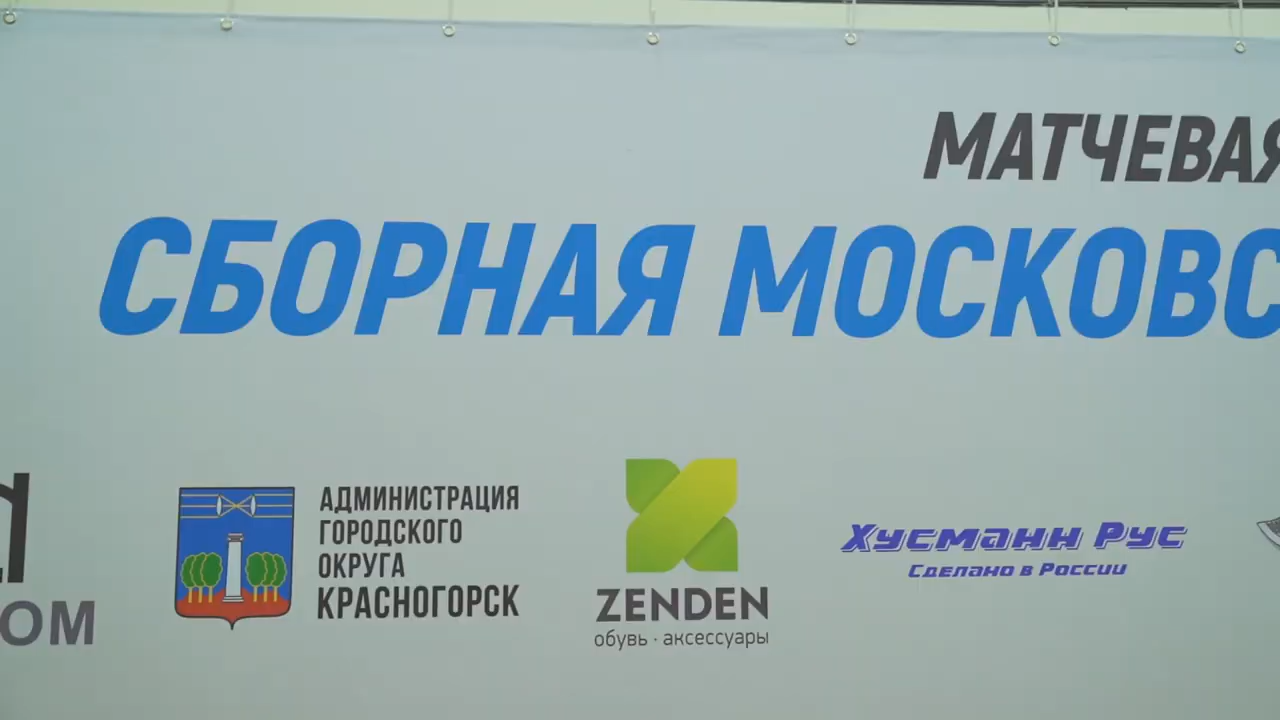 МАТЧЕВАЯ
СБОРНАЯ МОСКОВС
ОМ
АДМИНИСТРАЦИЯ
ГОРОДСКОГО
ОКРУГА
КРАСНОГОРСК
ZENDEN
обувь · аксессуары
Хусманн Рус
Сделано в России